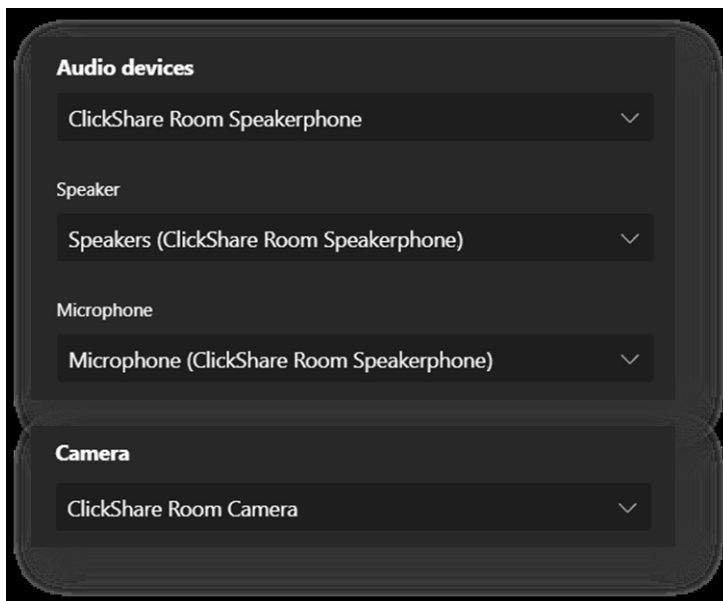 Audio devices
ClickShare Room Speakerphone
Speaker
Speakers (ClickShare Room Speakerphone)
Microphone
Microphone (ClickShare Room Speakerphone)
Camera
ClickShare Room Camera